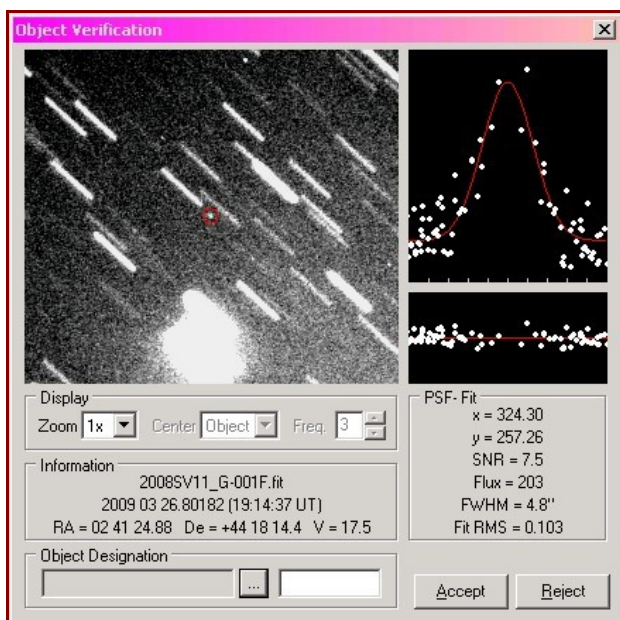 Object Verification
Display
Zoom 1x Center Object Freq. 3
Information
2008SV11_G-001F.fit
2009 03 26.80182 (19:14:37 UT)
RA = 02 41 24.88 De = +44 18 14.4 V = 17.5
Object Designation
...
PSF- Fit
x = 324.30
y = 257.26
SNR = 7.5
Flux = 203
FWHM = 4.8"
Fit RMS = 0.103
Accept Reject